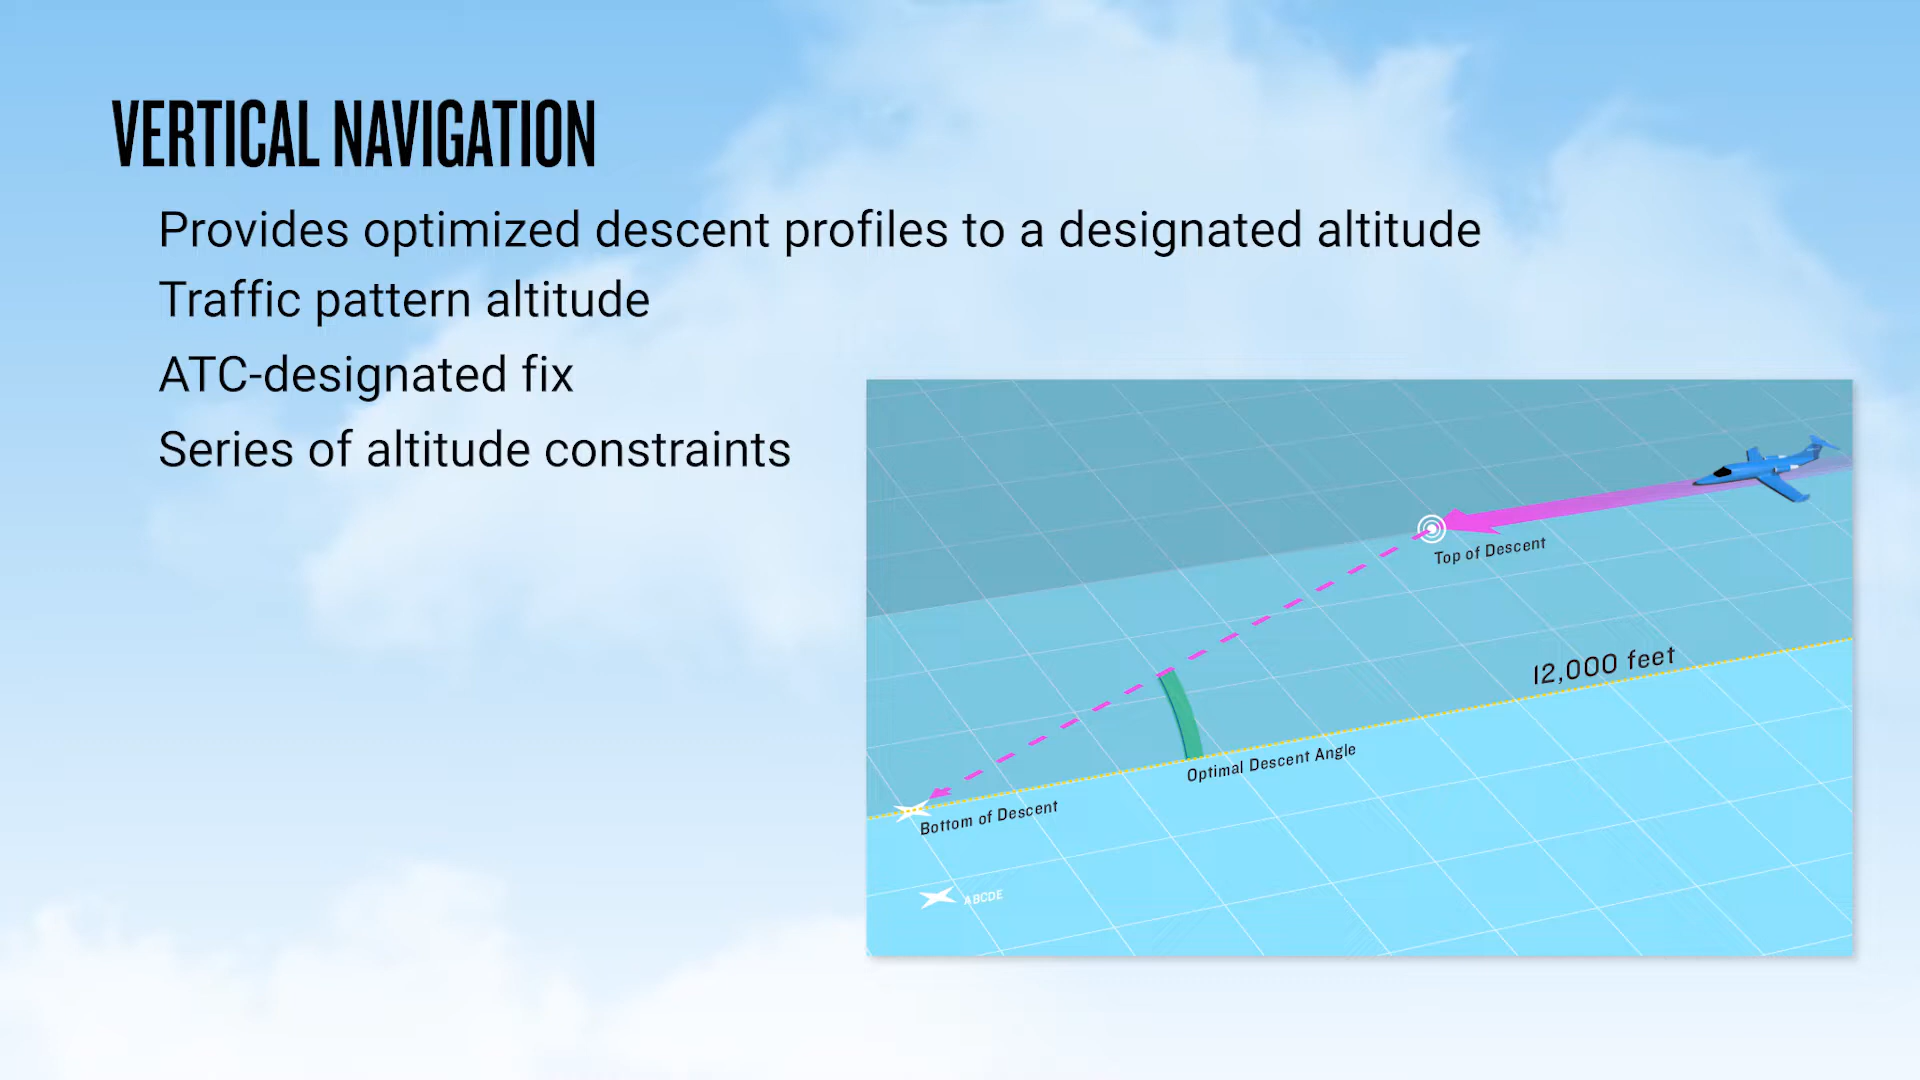 VERTICAL NAVIGATION
Provides optimized descent profiles to a designated altitude
Traffic pattern altitude
ATC-designated fix
Series of altitude constraints
Top of Descent
12,000 feet
Optimal Descent Angle
Bottom of Descent
ABCDE